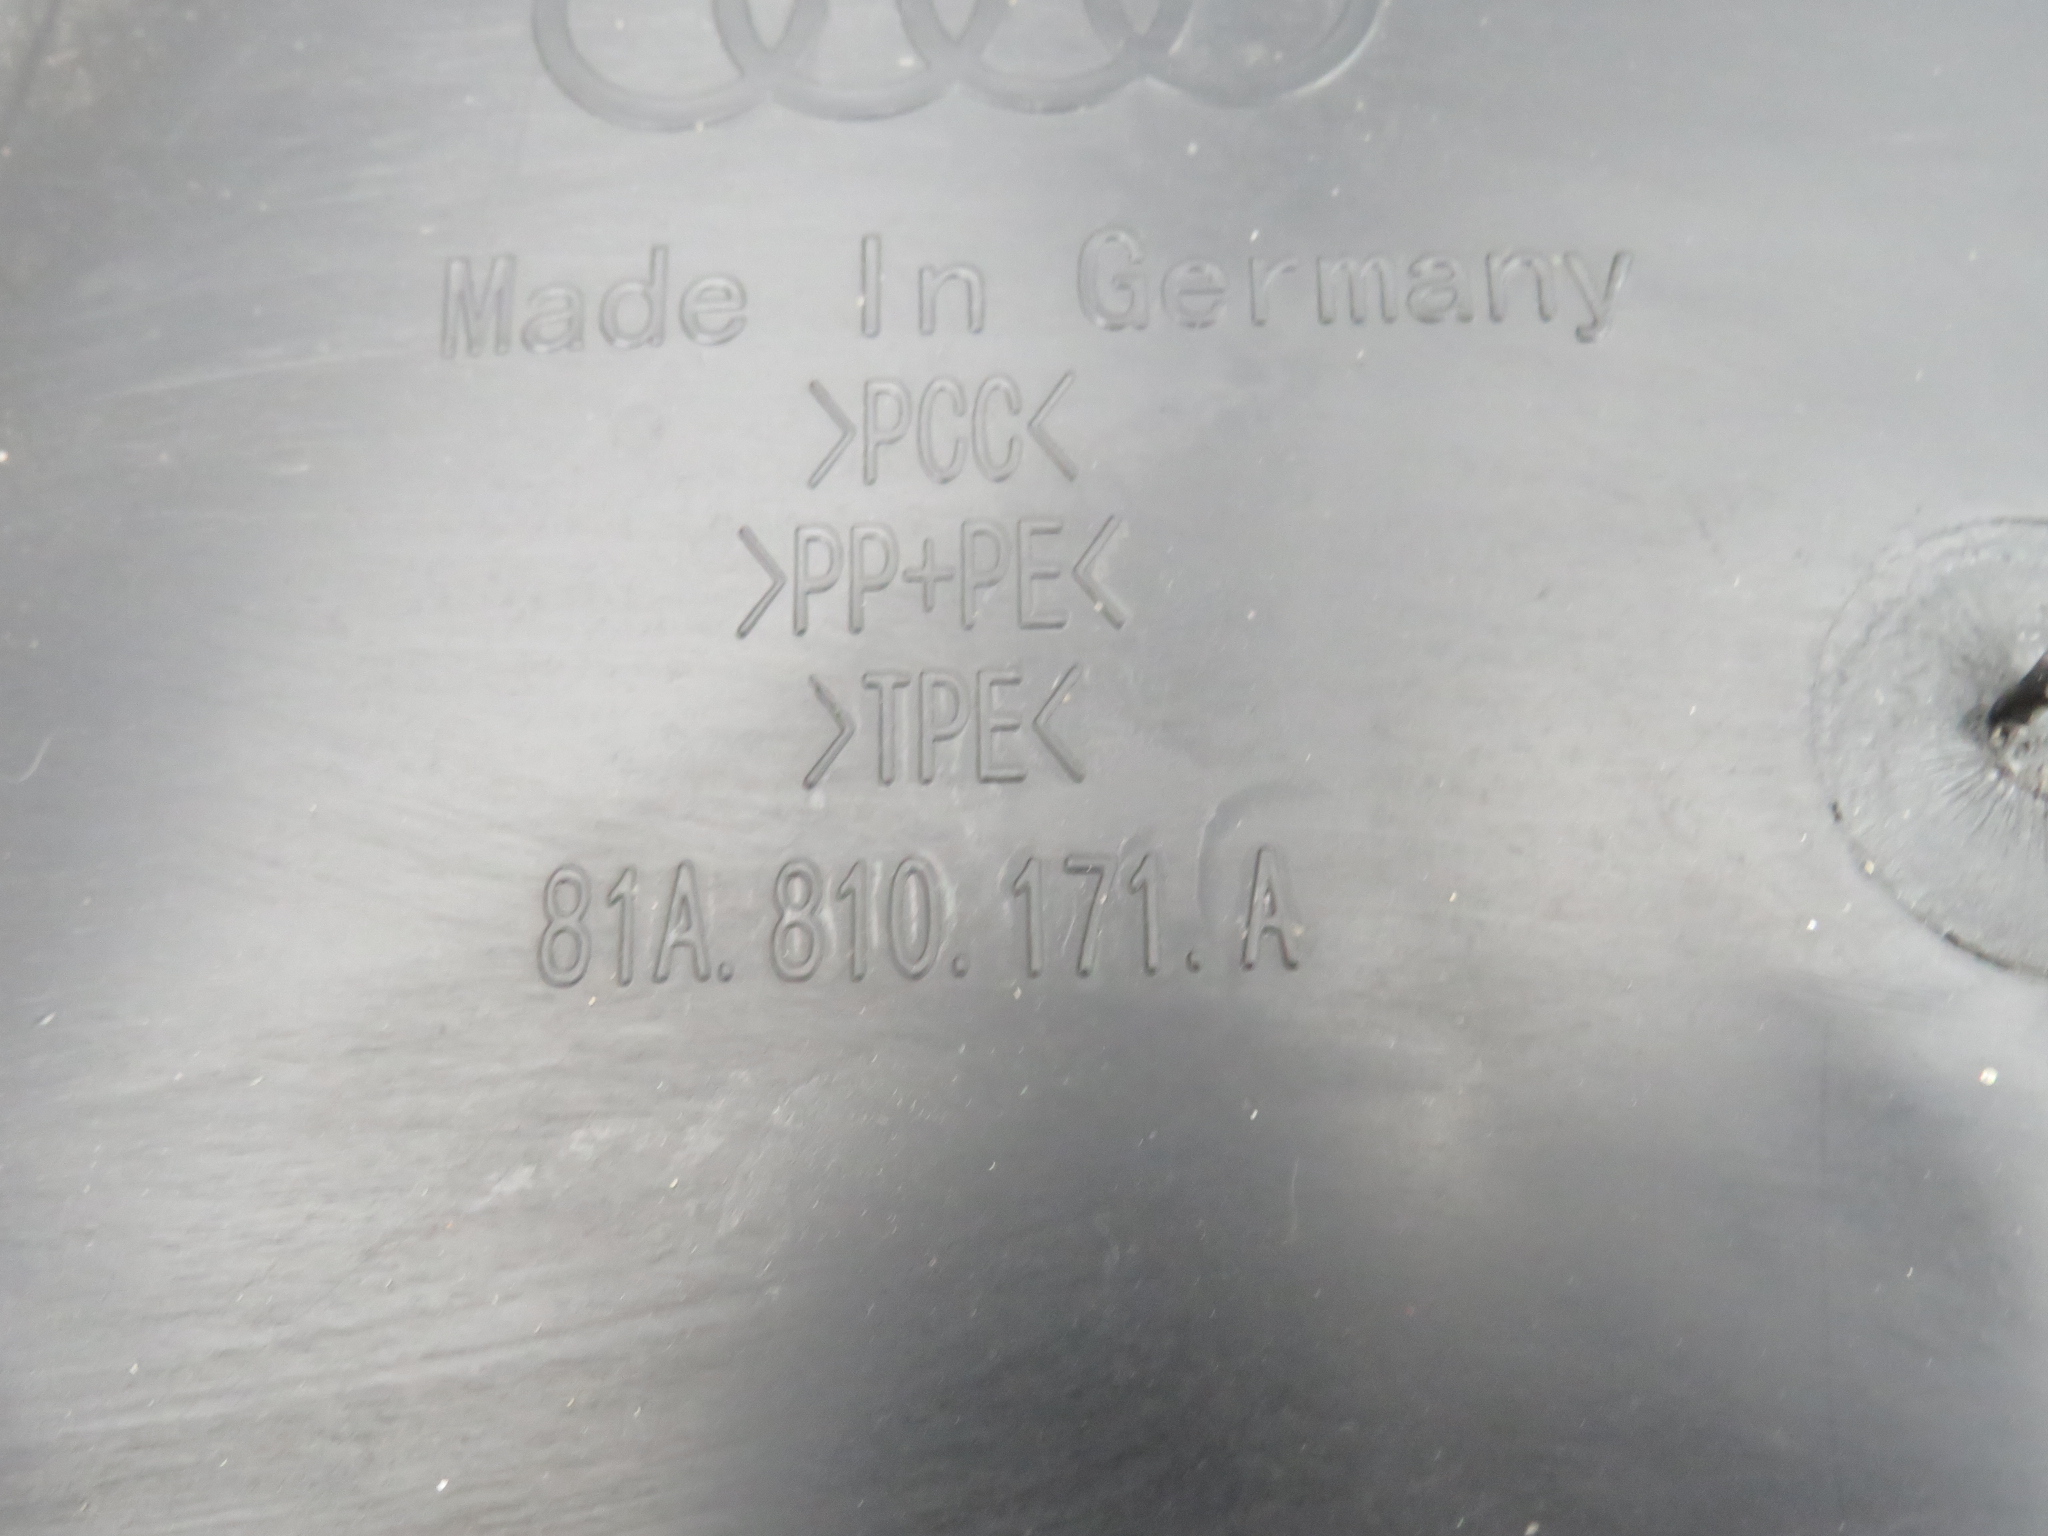 Made In Germany
>PCC<
>PP+PE<
>TPE<
81A.810.171.A